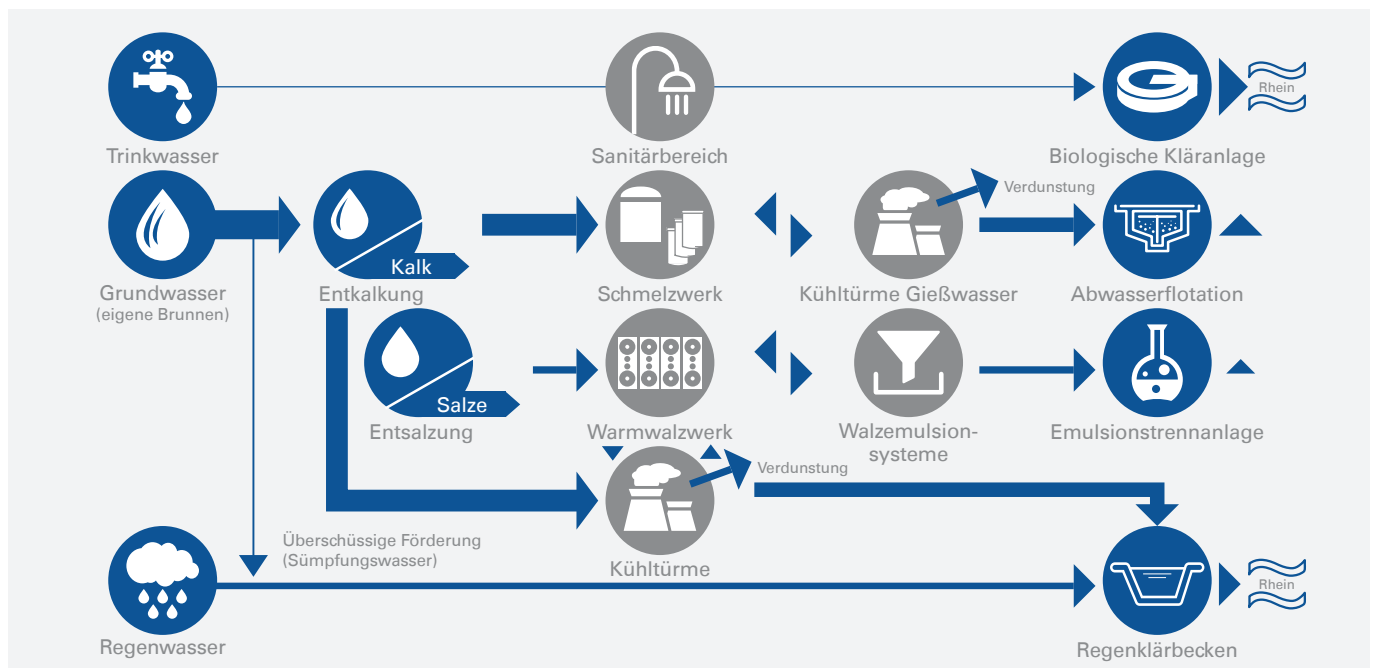 Rhein
Trinkwasser
Sanitärbereich
Biologische Kläranlage
Verdunstung
Kalk
Grundwasser
(eigene Brunnen)
Entkalkung
Schmelzwerk
Kühltürme Gießwasser
Abwasserflotation
Salze
Entsalzung
Warmwalzwerk
Walzemulsion-
systeme
Emulsionstrennanlage
Verdunstung
Überschüssige Förderung
(Sümpfungswasser)
Kühltürme
Rhein
Regenwasser
Regenklärbecken